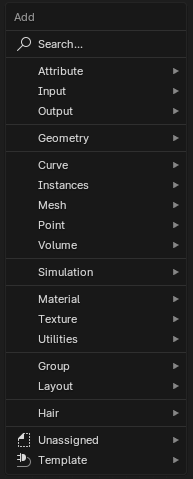 Add
Search...
Attribute
Input
Output
Geometry
Curve
Instances
Mesh
Point
Volume
Simulation
Material
Texture
Utilities
Group
Layout
Hair
Unassigned
Template